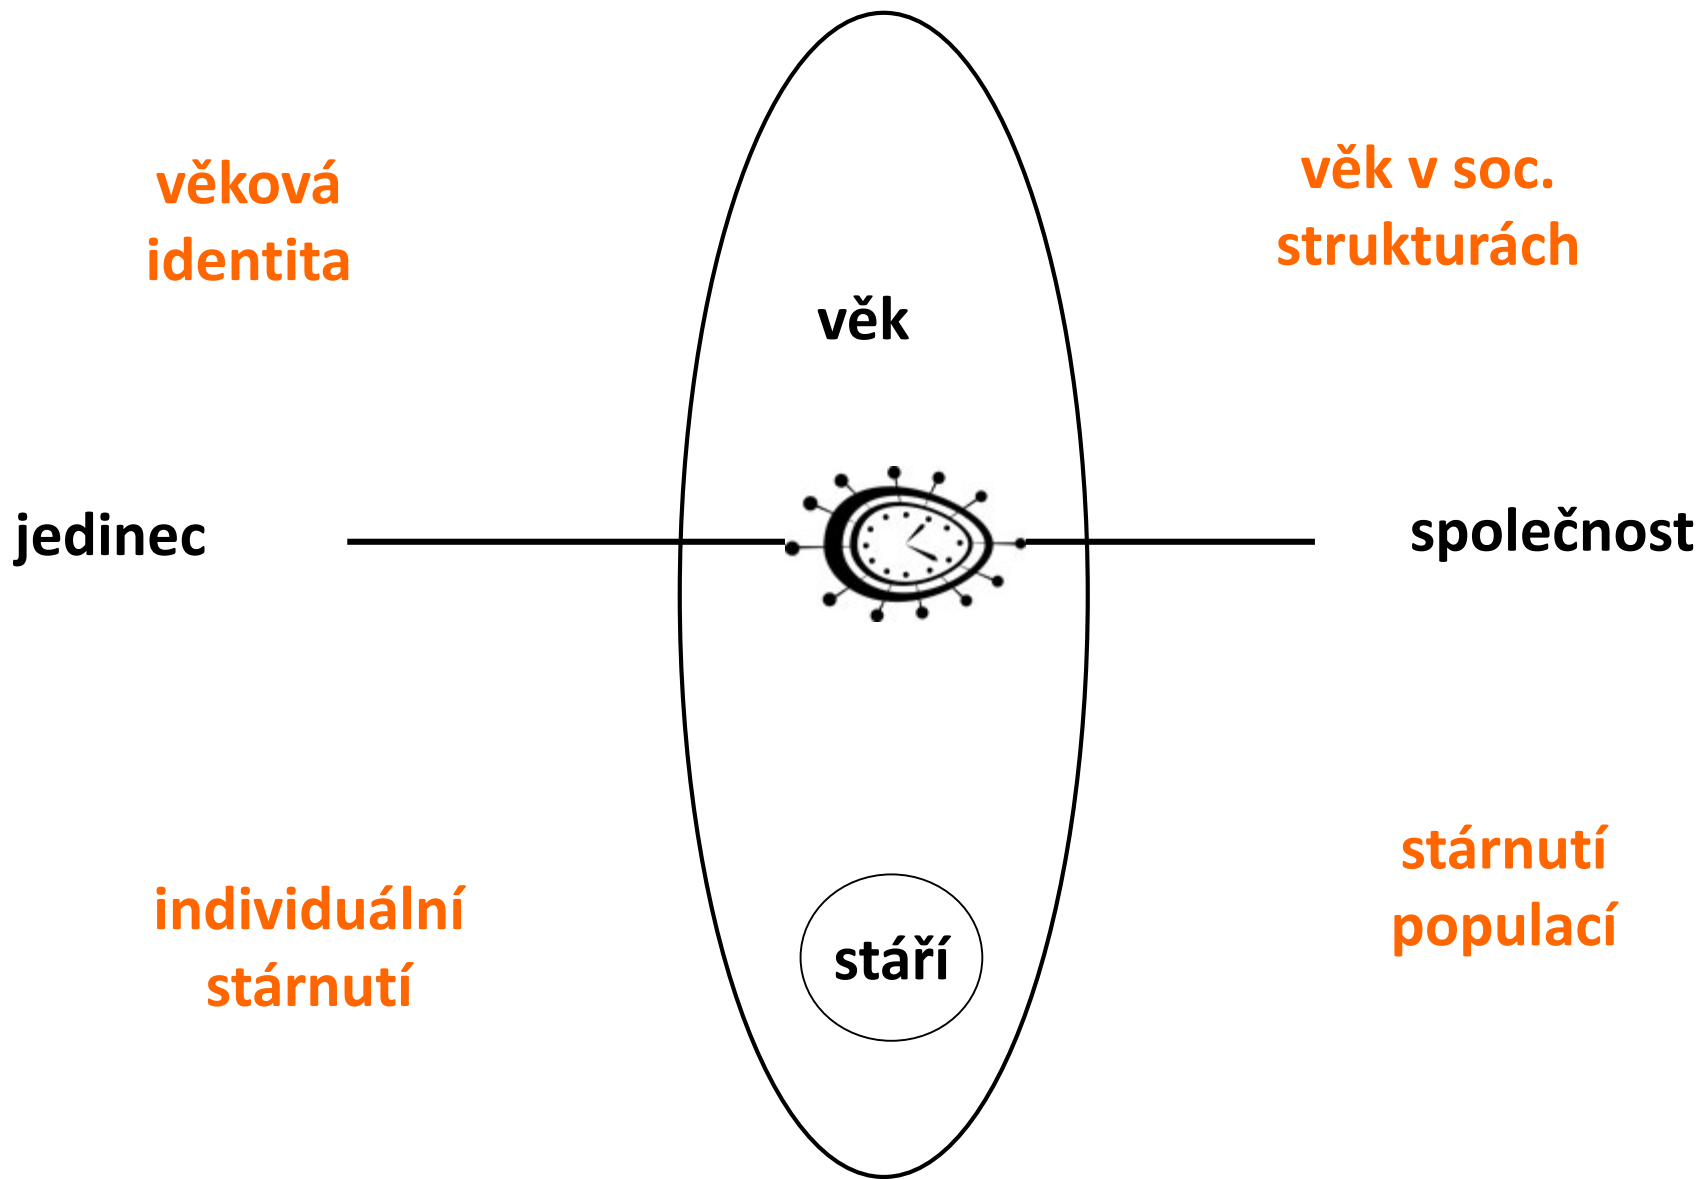 věková
identita
věk v soc.
strukturách
věk
jedinec
společnost
individuální
stárnutí
stáří
stárnutí
populací